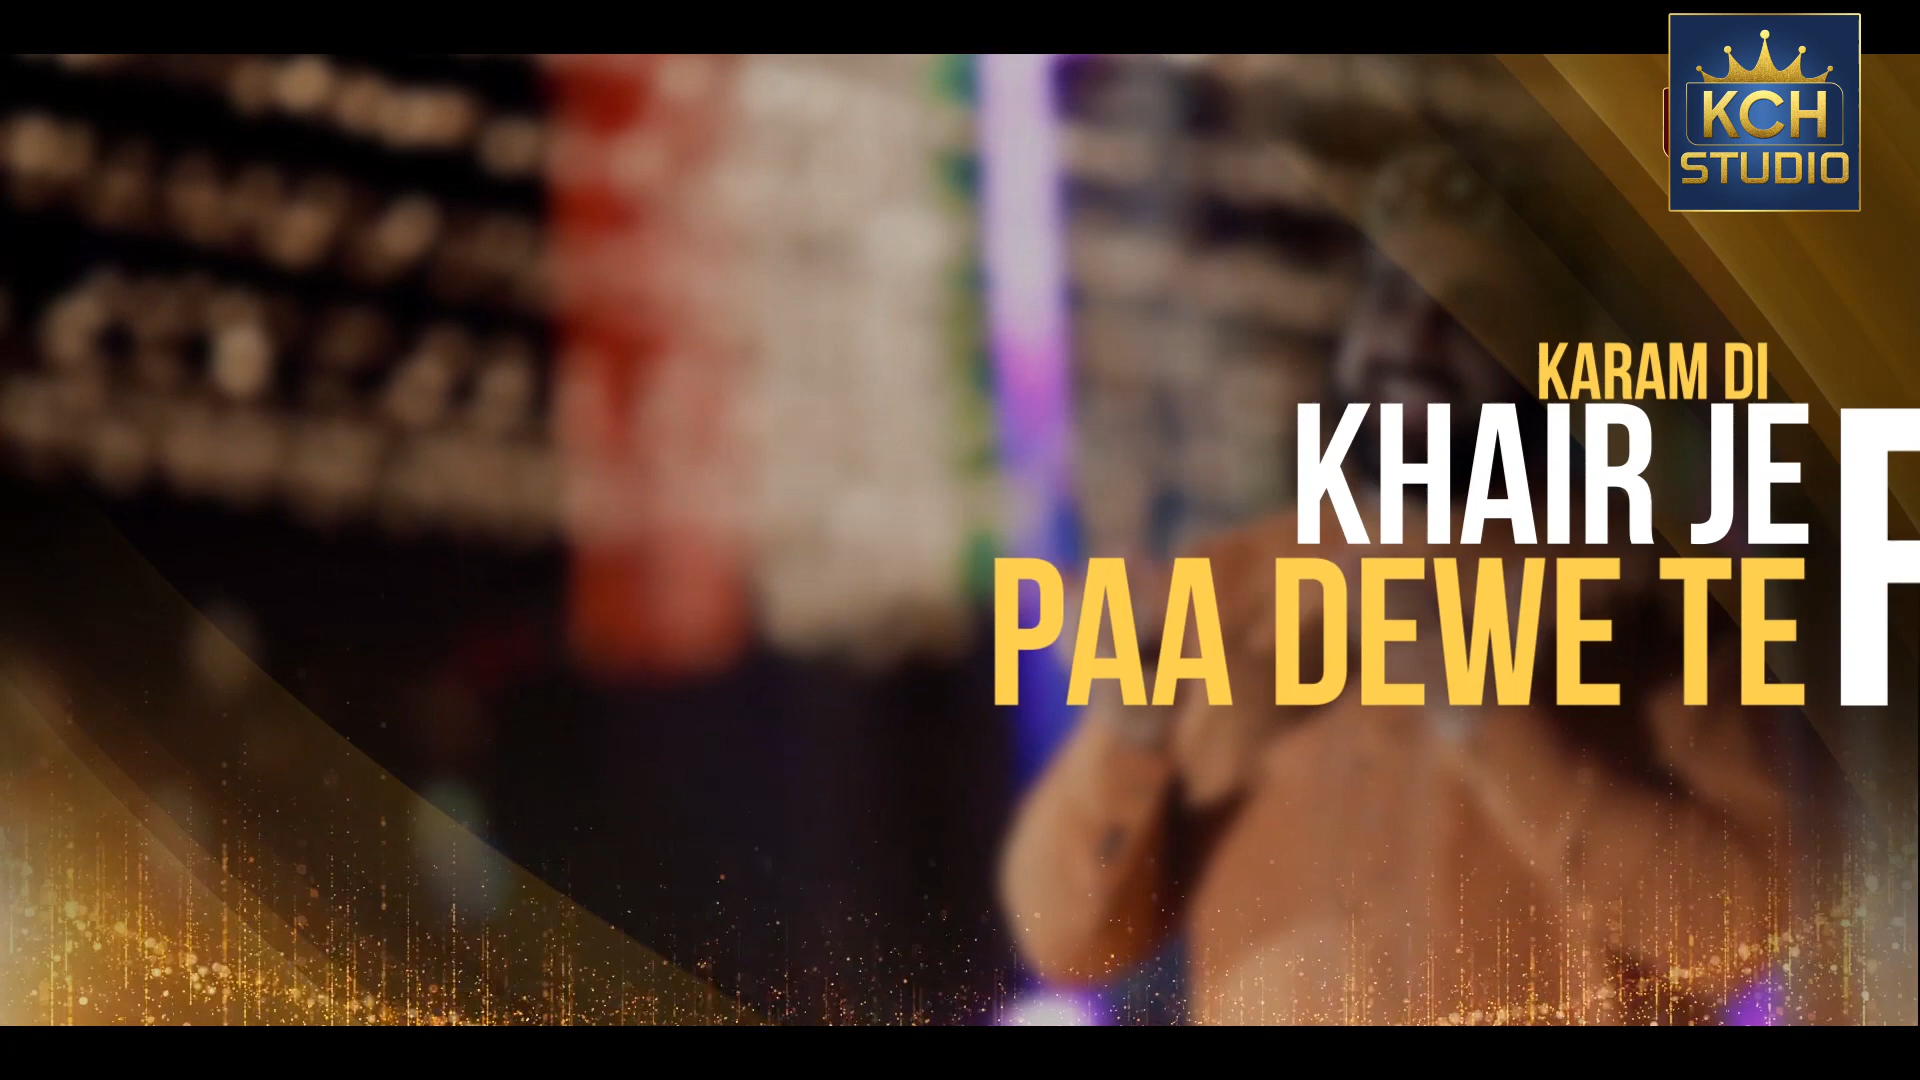 KCH
STUDIO
KARAM DI
KHAIR JE
PAA DEWE TE